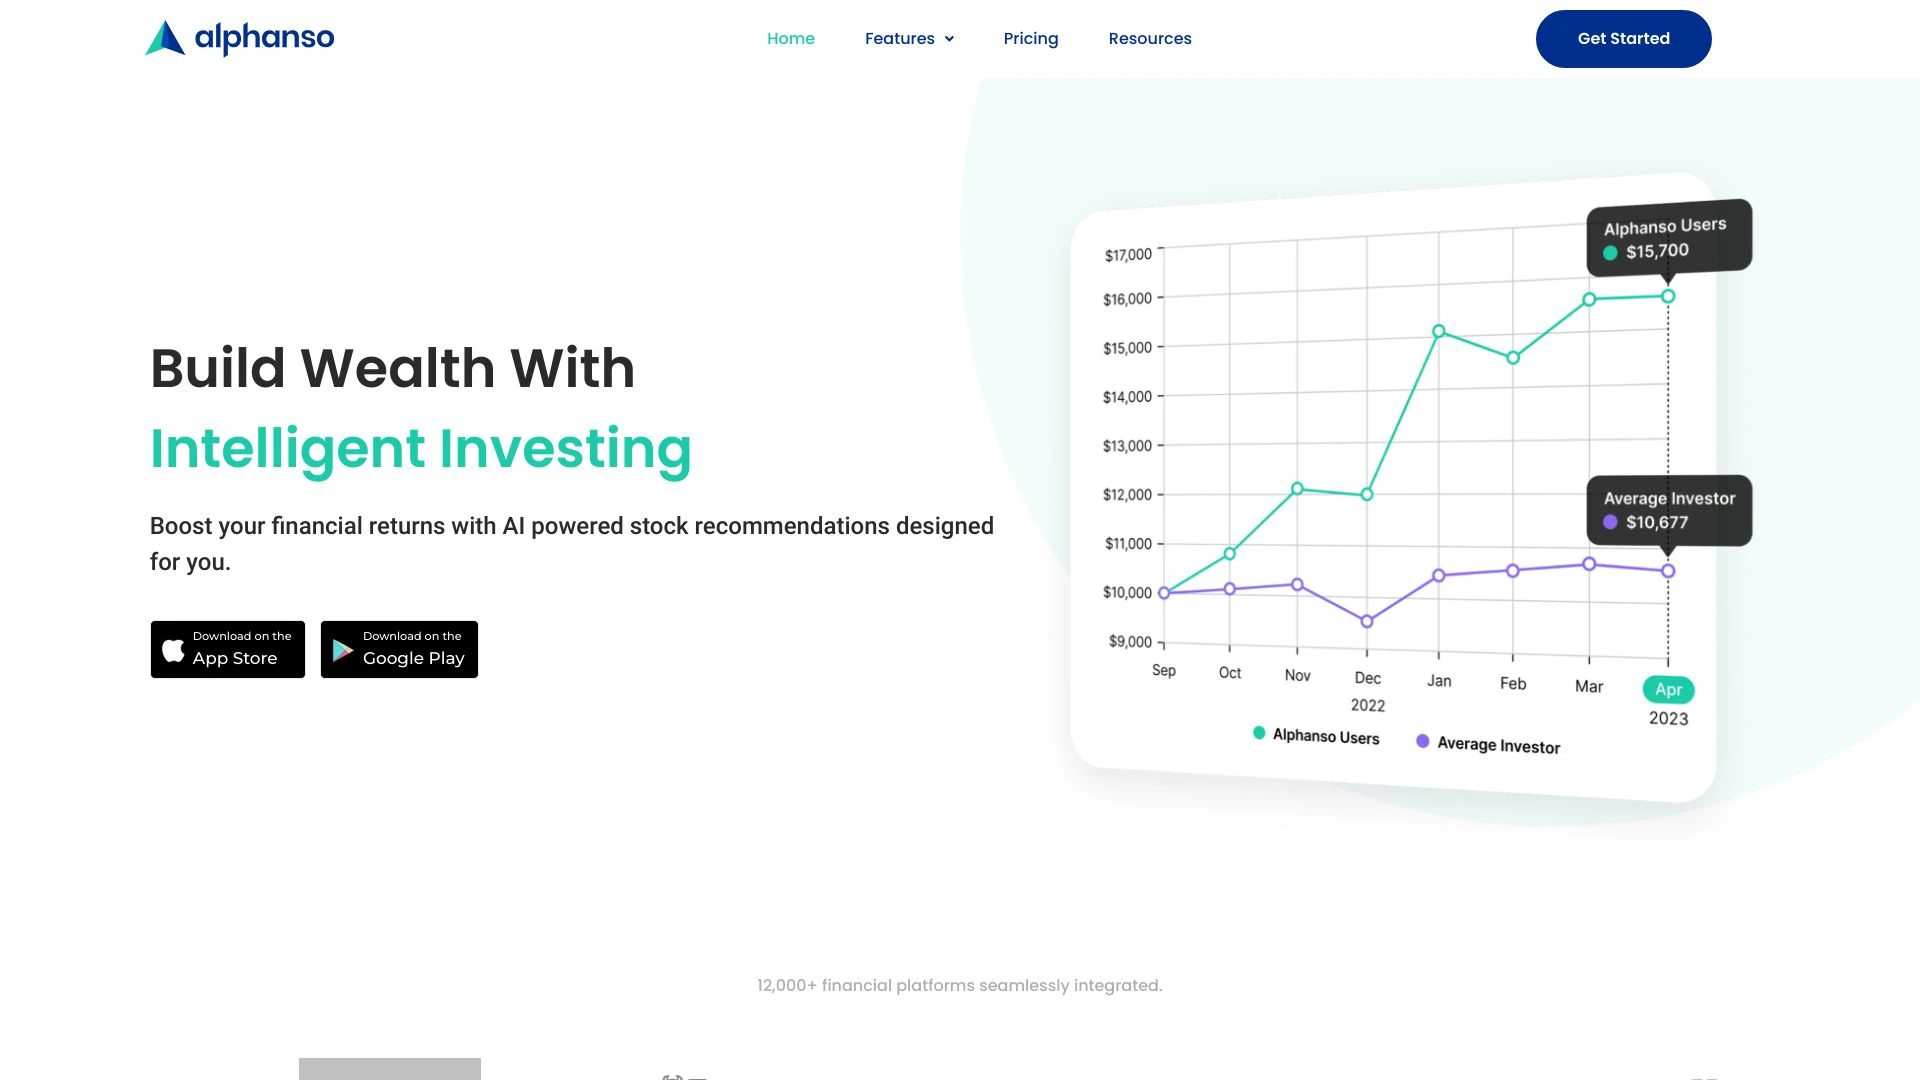 alphanso
Home
Features
Pricing
Resources
Get Started
Build Wealth With
Intelligent Investing
Boost your financial returns with AI powered stock recommendations designed
for you.
Download on the
App Store
Download on the
Google Play
Alphanso Users
$15,700
Average Investor
$10,677
$17,000
$16,000
$15,000
$14,000
$13,000
$12,000
$11,000
$10,000
$9,000
Sep
Oct
Nov
Dec
Jan
Feb
Mar
Apr
2022
2023
Alphanso Users
Average Investor
12,000+ financial platforms seamlessly integrated.